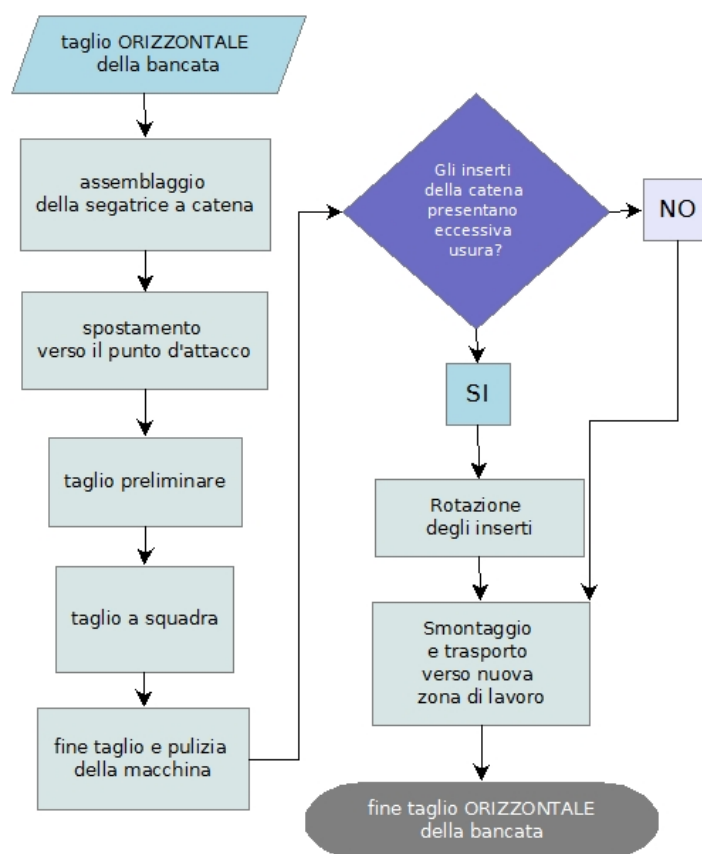 taglio ORIZZONTALE
della bancata
assemblaggio
della segatrice a catena
spostamento
verso il punto d'attacco
taglio preliminare
taglio a squadra
fine taglio e pulizia
della macchina
Gli inserti
della catena
presentano
eccessiva
usura?
NO
SI
Rotazione
degli inserti
Smontaggio
e trasporto
verso nuova
zona di lavoro
fine taglio ORIZZONTALE
della bancata